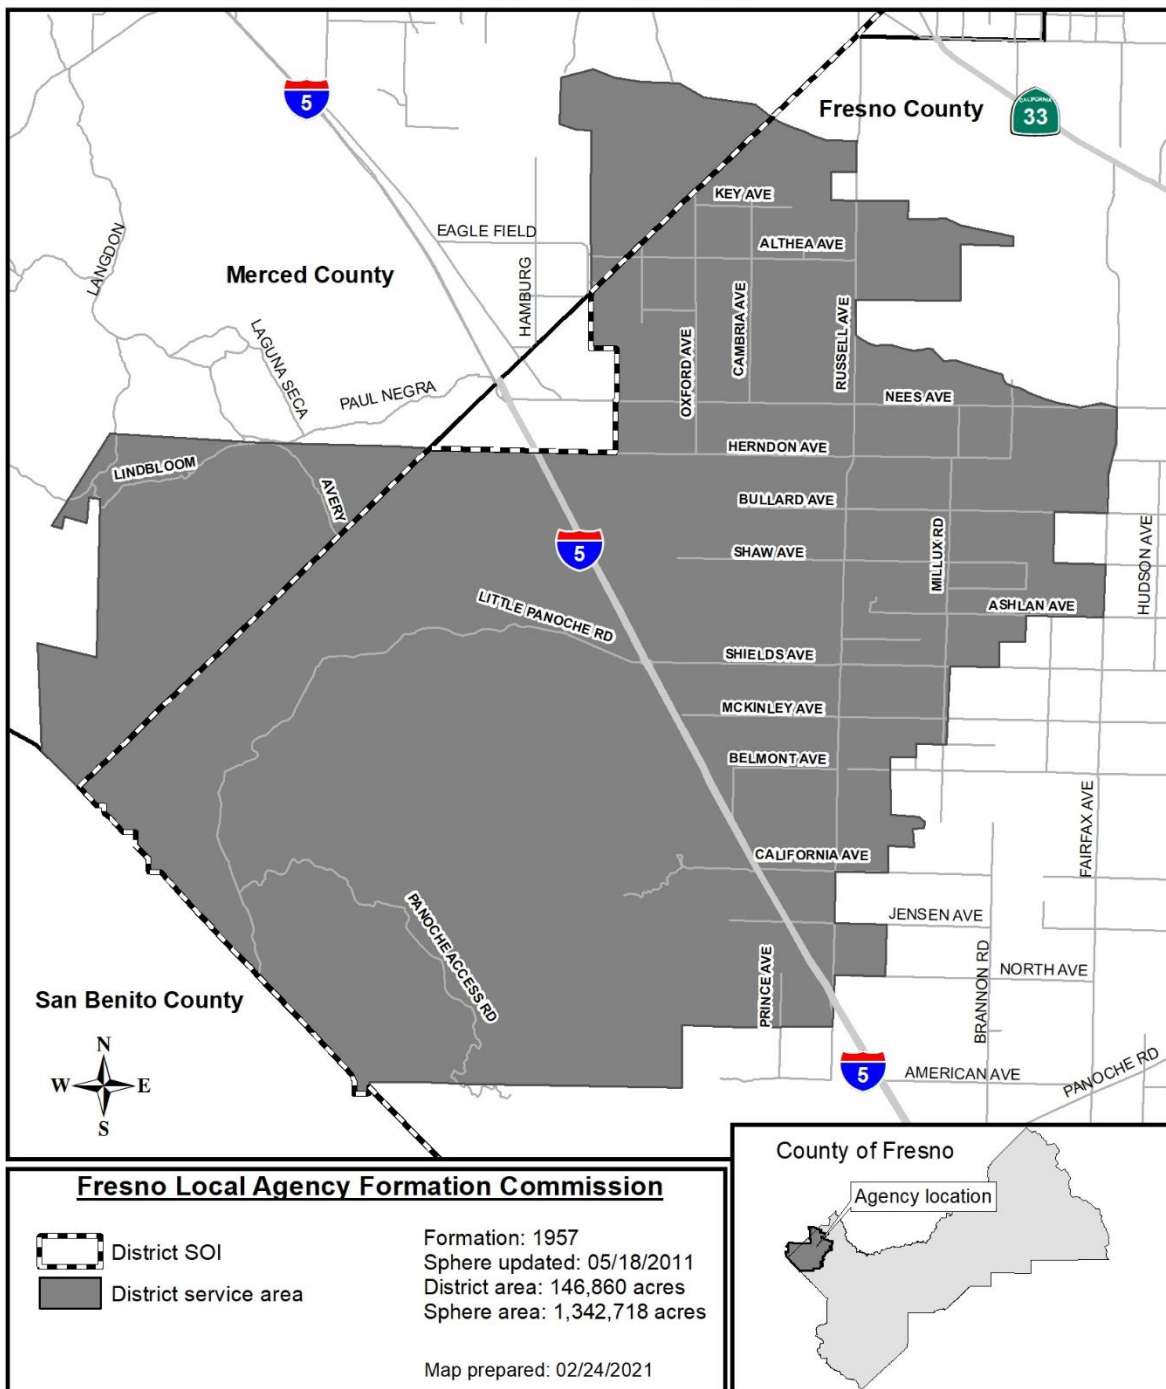 5
Fresno County
CALIFORNIA
33
KEY AVE
EAGLE FIELD
ALTHEA AVE
LANGDON
Merced County
HAMBURG
CAMBRIA AVE
RUSSELL AVE
OXFORD AVE
LAGUNA SECA
PAUL NEGRA
NEES AVE
HERNDON AVE
LINDBLOOM
AVERY
BULLARD AVE
5
SHAW AVE
MILLUX RD
HUDSON AVE
LITTLE PANOCHE RD
ASHLAN AVE
SHIELDS AVE
MCKINLEY AVE
BELMONT AVE
FAIRFAX AVE
CALIFORNIA AVE
PANOCHE ACCESS RD
JENSEN AVE
PRINCE AVE
BRANNON RD
NORTH AVE
San Benito County
N
W E
S
5
AMERICAN AVE
PANOCHE RD
County of Fresno
Agency location
Fresno Local Agency Formation Commission
District SOI
District service area
Formation: 1957
Sphere updated: 05/18/2011
District area: 146,860 acres
Sphere area: 1,342,718 acres
Map prepared: 02/24/2021